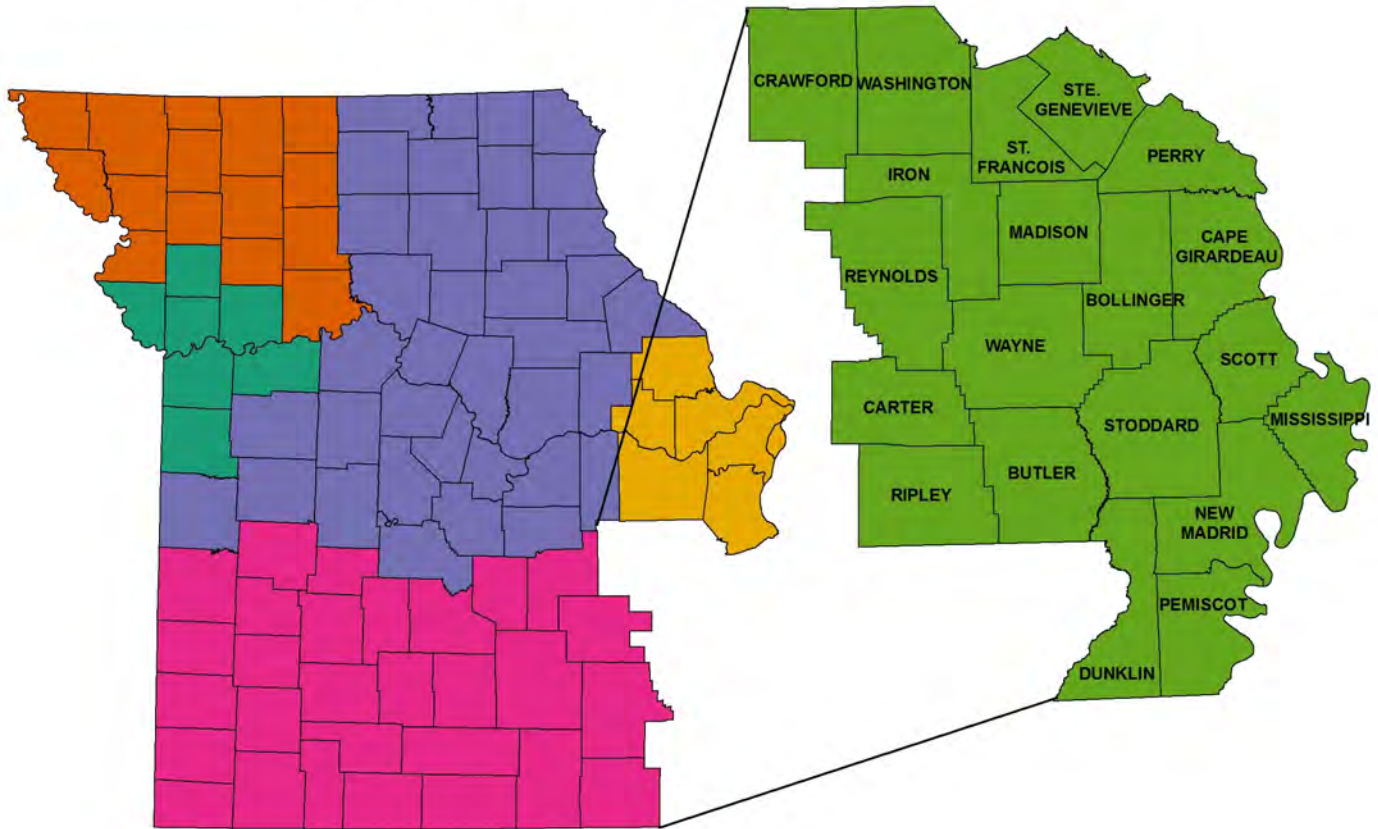 CRAWFORD
WASHINGTON
STE.
GENEVIEVE
ST.
FRANCOIS
PERRY
IRON
MADISON
CAPE
GIRARDEAU
REYNOLDS
BOLLINGER
WAYNE
SCOTT
CARTER
STODDARD
MISSISSIPPI
BUTLER
RIPLEY
NEW
MADRID
PEMISCOT
DUNKLIN